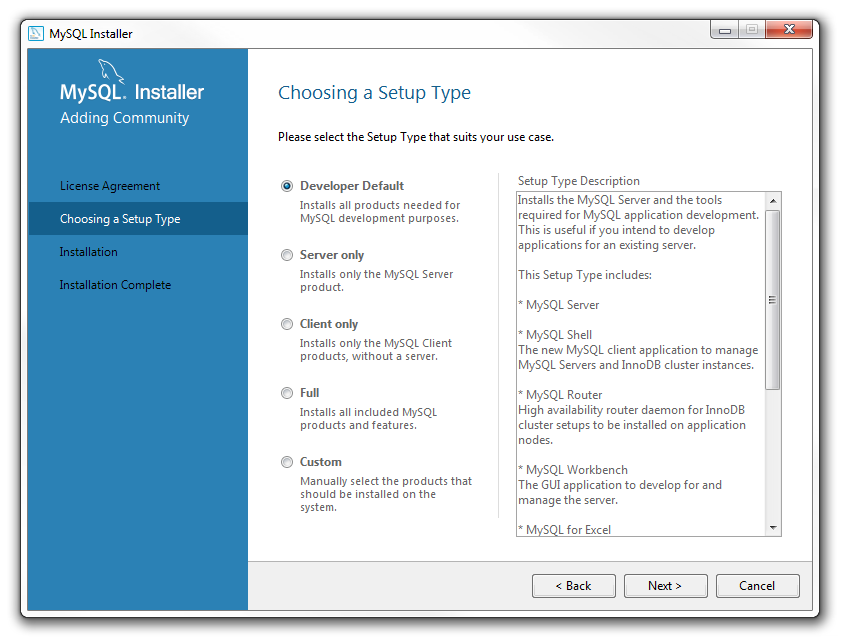 MySQL Installer
MySQL. Installer
Adding Community
License Agreement
Choosing a Setup Type
Installation
Installation Complete
Choosing a Setup Type
Please select the Setup Type that suits your use case.
Developer Default
Installs all products needed for
MySQL development purposes.
Server only
Installs only the MySQL Server
product.
Client only
Installs only the MySQL Client
products, without a server.
Full
Installs all included MySQL
products and features.
Custom
Manually select the products that
should be installed on the
system.
Setup Type Description
Installs the MySQL Server and the tools
required for MySQL application development.
This is useful if you intend to develop
applications for an existing server.
This Setup Type includes:
* MySQL Server
* MySQL Shell
The new MySQL client application to manage
MySQL Servers and InnoDB cluster instances.
* MySQL Router
High availability router daemon for InnoDB
cluster setups to be installed on application
nodes.
* MySQL Workbench
The GUI application to develop for and
manage the server.
* MySQL for Excel
< Back
Next >
Cancel